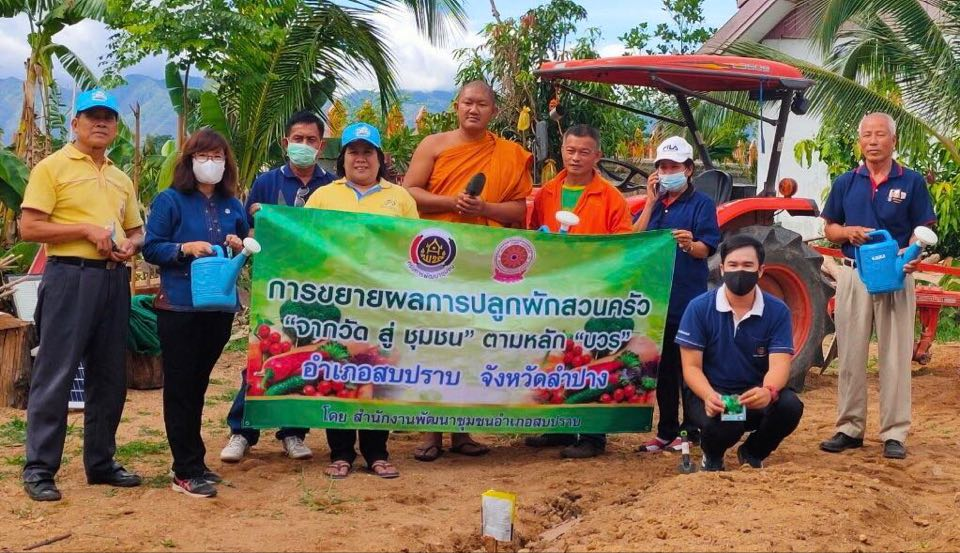 การขยายผลการปลูกผักสวนครัว
“จากวัด สู่ ชุมชน” ตามหลัก “บวร”
อำเภอสบปราบ จังหวัดลำปาง
โดย สำนักงานพัฒนาชุมชนอำเภอสบปราบ
FILA